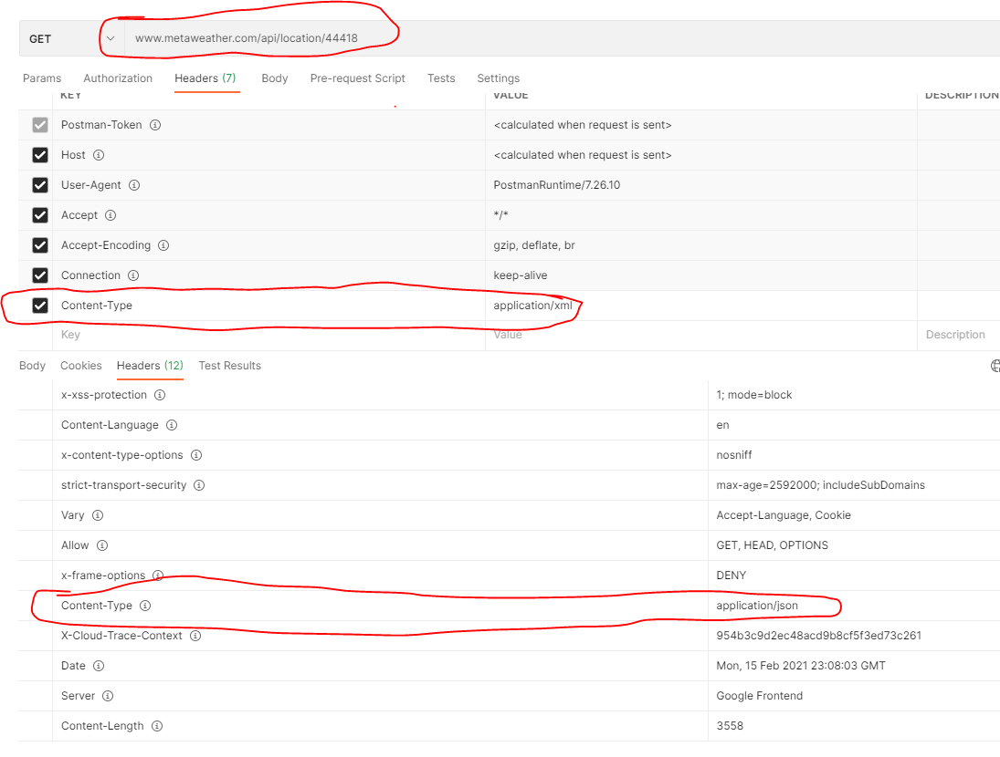 GET www.metaweather.com/api/location/44418
Params Authorization Headers (7) Body Pre-request Script Tests Settings
KEY VALUE DESCRIPTION
Postman-Token <calculated when request is sent>
Host <calculated when request is sent>
User-Agent PostmanRuntime/7.26.10
Accept */*
Accept-Encoding gzip, deflate, br
Connection keep-alive
Content-Type application/xml
Key Value Description
Body Cookies Headers (12) Test Results
x-xss-protection 1; mode=block
Content-Language en
x-content-type-options nosniff
strict-transport-security max-age=2592000; includeSubDomains
Vary Accept-Language, Cookie
Allow GET, HEAD, OPTIONS
x-frame-options DENY
Content-Type application/json
X-Cloud-Trace-Context 954b3c9d2ec48acd9b8cf5f3ed73c261
Date Mon, 15 Feb 2021 23:08:03 GMT
Server Google Frontend
Content-Length 3558